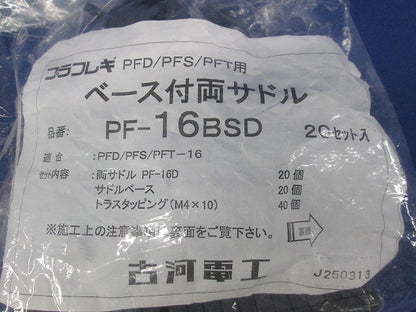 プラフレキ PFD/PFS/PFT用
ベース付両サドル
品番: PF-16BSD 20セット入
適合 :PFD/PFS/PFT-16
セット内容:両サドル PF-16D 20個
サドルベース 20個
トラスタッピング(M4×10) 40個
※施工上の注意事項は裏面をご覧下さい。
裏面
古河電工
J250313